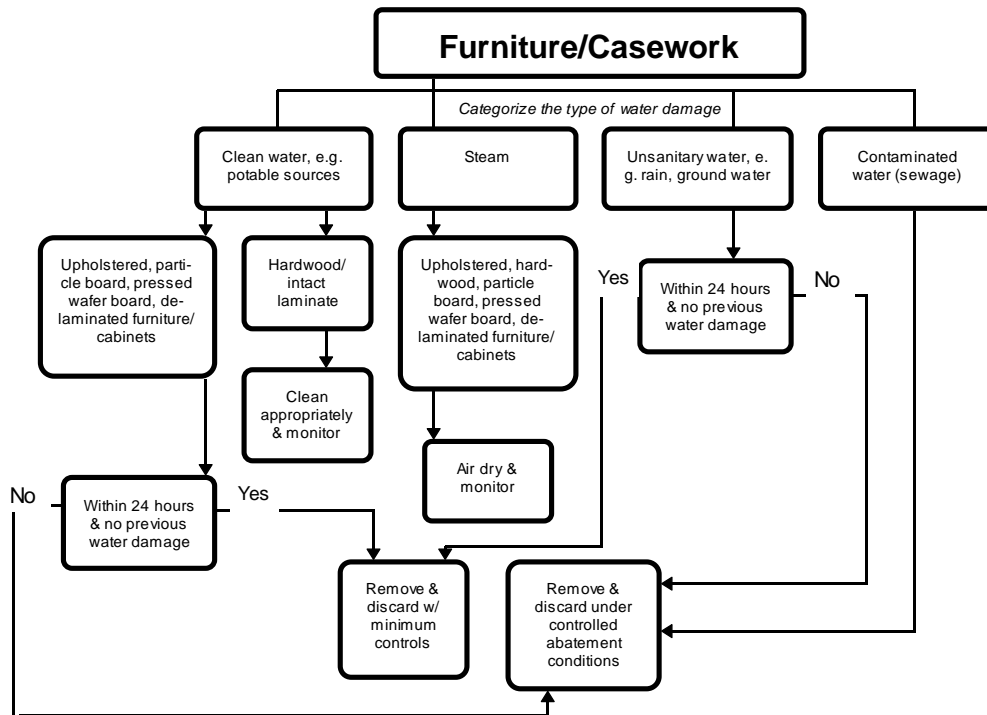 Furniture/Casework
Categorize the type of water damage
Clean water, e.g.
potable sources
Steam
Unsanitary water, e.
g. rain, ground water
Contaminated
water (sewage)
Upholstered, parti-
cle board, pressed
wafer board, de-
laminated furniture/
cabinets
Hardwood/
intact
laminate
Upholstered, hard-
wood, particle
board, pressed
wafer board, de-
laminated furniture/
cabinets
Yes
Within 24 hours
& no previous
water damage
No
Clean
appropriately
& monitor
Air dry &
monitor
No
Within 24 hours
& no previous
water damage
Yes
Remove &
discard w/
minimum
controls
Remove &
discard under
controlled
abatement
conditions